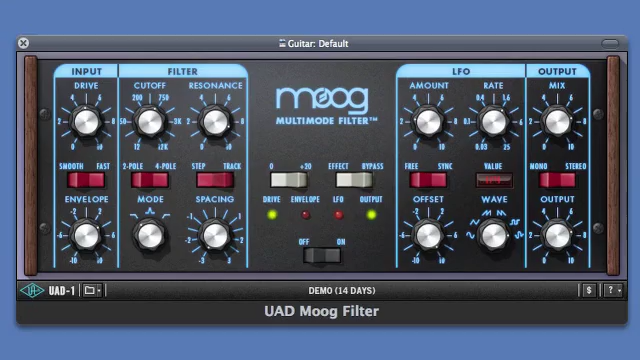 Guitar: Default
INPUT FILTER LFO OUTPUT
DRIVE CUTOFF RESONANCE AMOUNT RATE MIX
moog
MULTIMODE FILTER™
SMOOTH FAST 2-POLE 4-POLE STEP TRACK 0 +20 EFFECT BYPASS FREE SYNC VALUE MONO STEREO
ENVELOPE MODE SPACING DRIVE ENVELOPE LFO OUTPUT OFFSET WAVE OUTPUT
OFF ON
UAD-1 DEMO (14 DAYS) $ ?
UAD Moog Filter